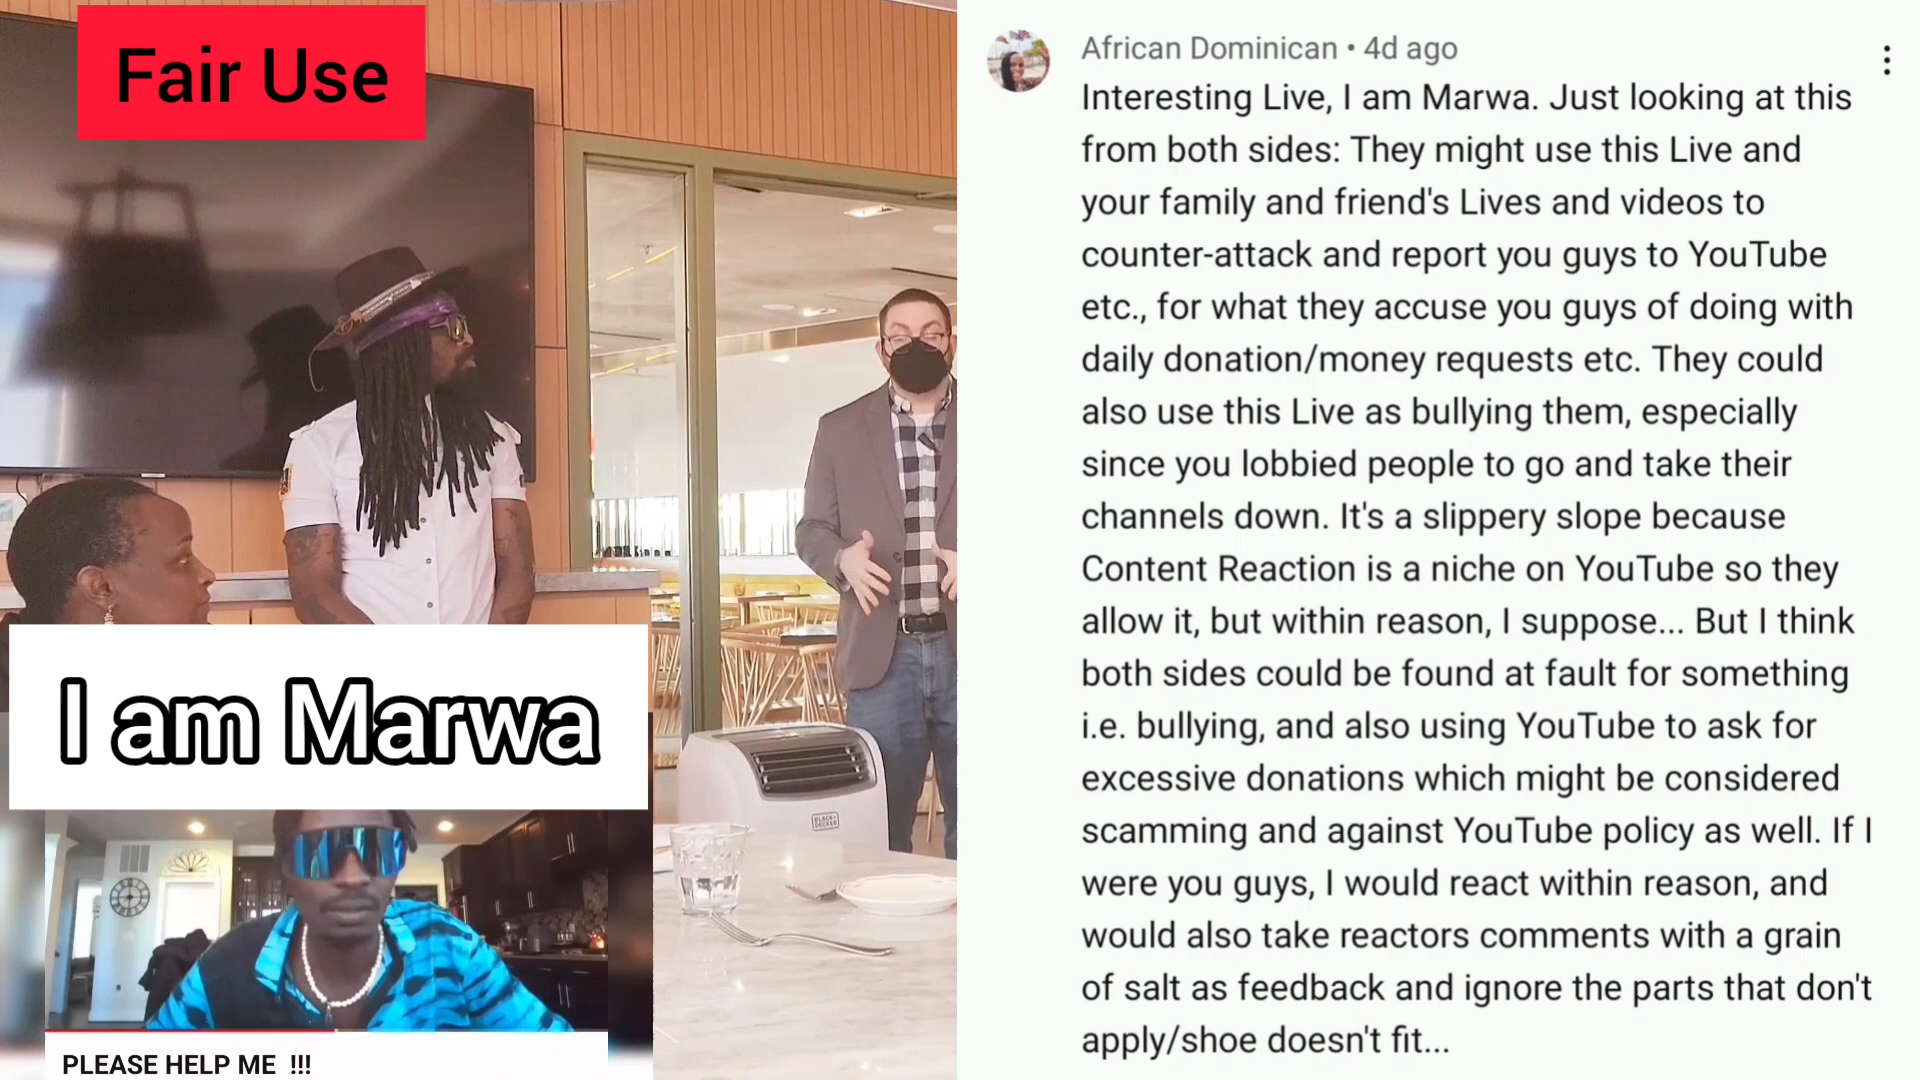 Fair Use
I am Marwa
BLACK+
DECKER
PLEASE HELP ME !!!
African Dominican • 4d ago
Interesting Live, I am Marwa. Just looking at this
from both sides: They might use this Live and
your family and friend's Lives and videos to
counter-attack and report you guys to YouTube
etc., for what they accuse you guys of doing with
daily donation/money requests etc. They could
also use this Live as bullying them, especially
since you lobbied people to go and take their
channels down. It's a slippery slope because
Content Reaction is a niche on YouTube so they
allow it, but within reason, I suppose... But I think
both sides could be found at fault for something
i.e. bullying, and also using YouTube to ask for
excessive donations which might be considered
scamming and against YouTube policy as well. If I
were you guys, I would react within reason, and
would also take reactors comments with a grain
of salt as feedback and ignore the parts that don't
apply/shoe doesn't fit...